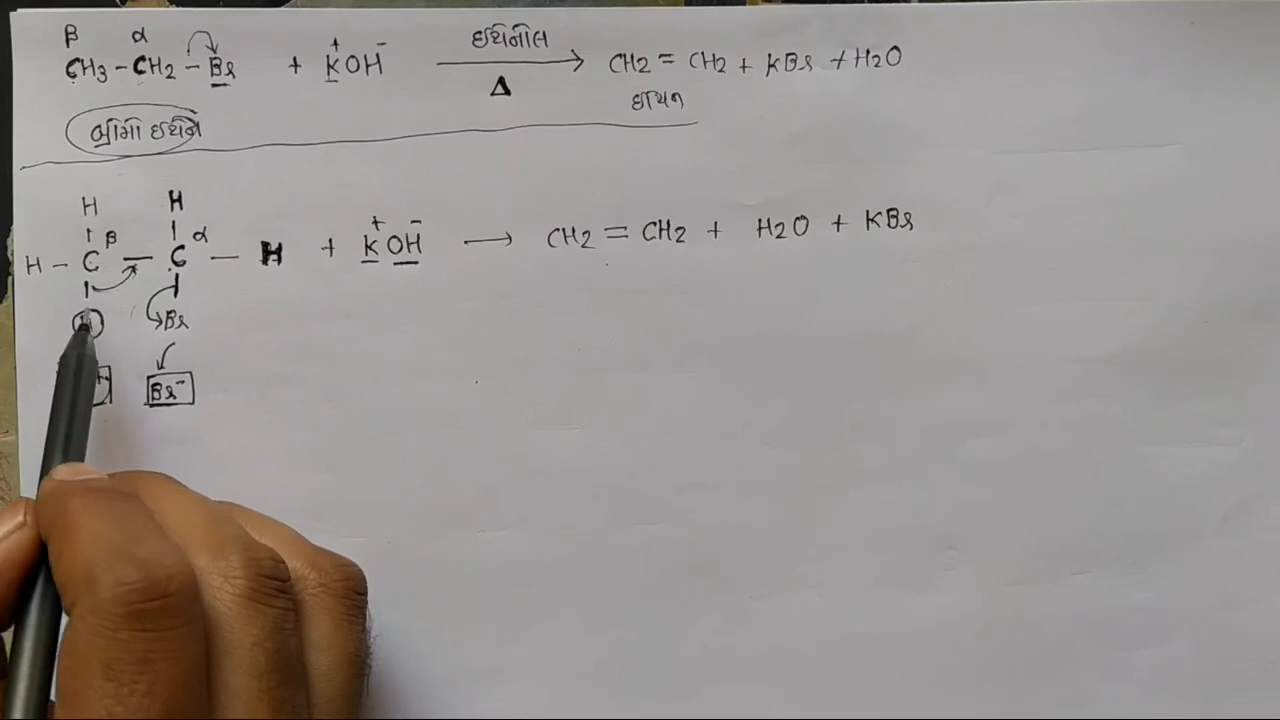 β α
CH3 – CH2 – Br + K+ OH– ઇથેનોલ Δ → CH2 = CH2 + KBr + H2O
ઇથિન
બ્રોમો ઇથેન
H H
H – C β – C α – H + K+ OH– → CH2 = CH2 + H2O + KBr
H Br
Br–